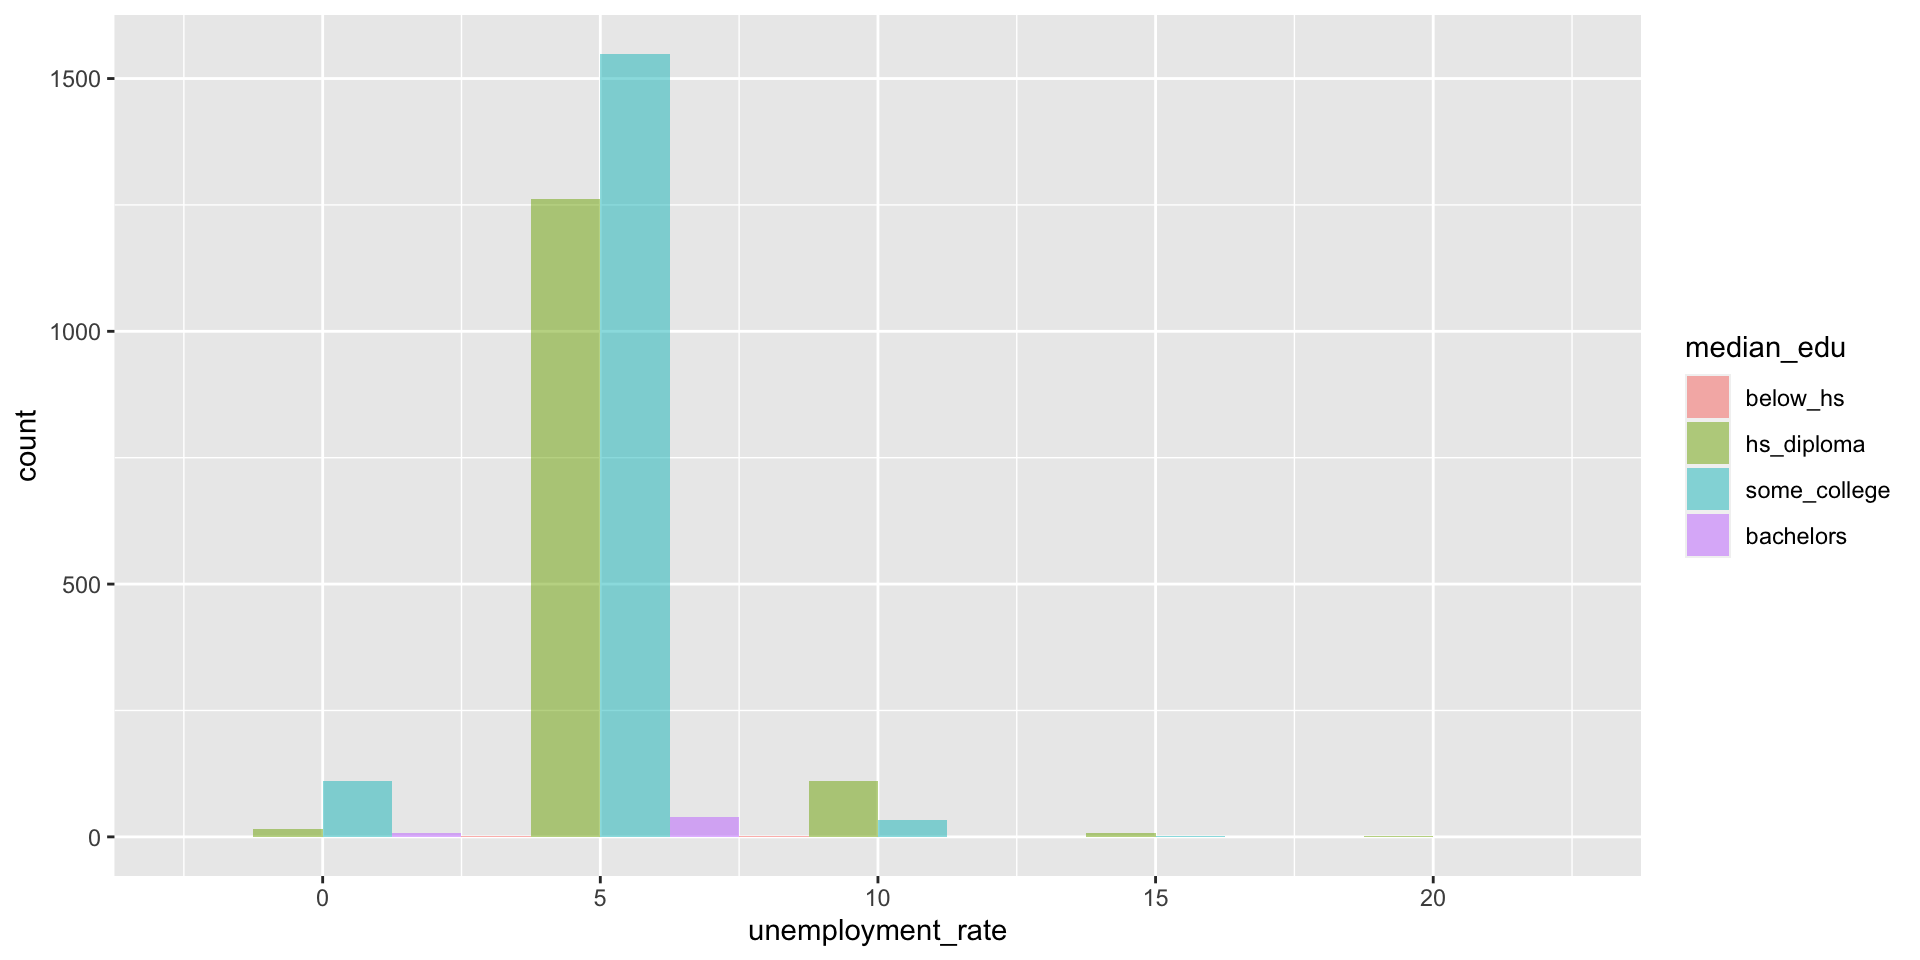 1500
1000
500
0
count
0 5 10 15 20
unemployment_rate
median_edu
below_hs
hs_diploma
some_college
bachelors